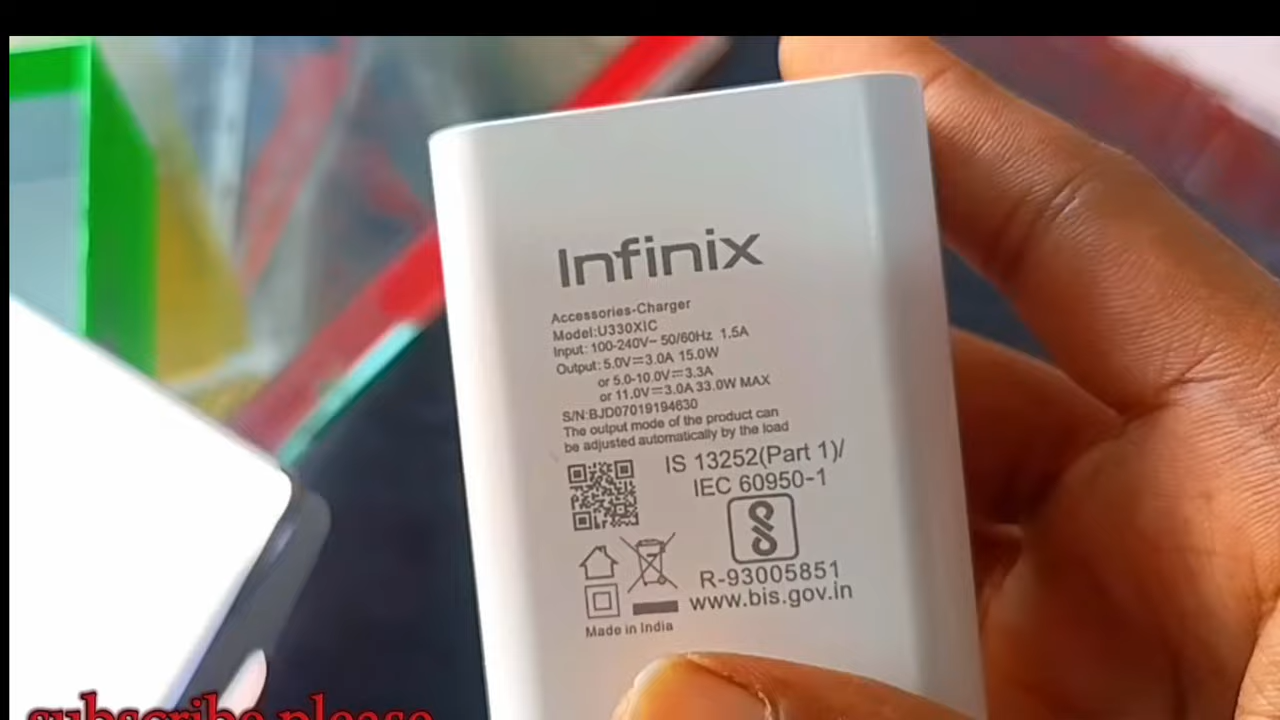 Infinix
Accessories-Charger
Model:U330XIC
Input: 100-240V~ 50/60Hz 1.5A
Output: 5.0V⎓3.0A 15.0W
or 5.0-10.0V⎓3.3A
or 11.0V⎓3.0A 33.0W MAX
S/N:BJD07019194630
The output mode of the product can
be adjusted automatically by the load
IS 13252(Part 1)/
IEC 60950-1
R-93005851
www.bis.gov.in
Made in India
subscribe please